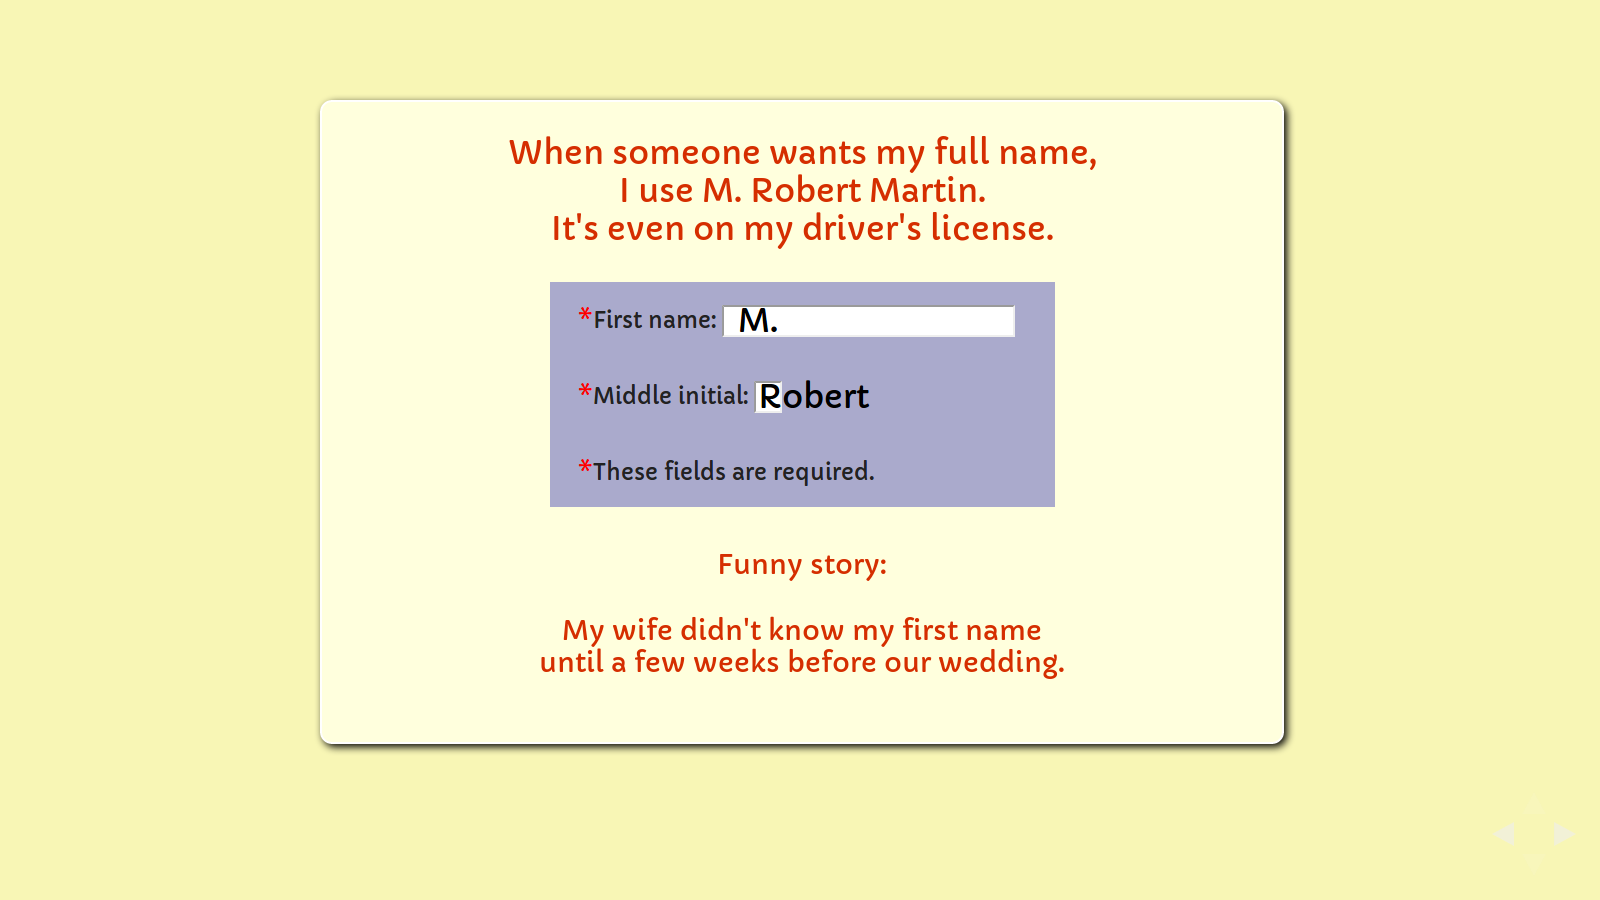 When someone wants my full name,
I use M. Robert Martin.
It's even on my driver's license.
*First name: M.
*Middle initial: Robert
*These fields are required.
Funny story:
My wife didn't know my first name
until a few weeks before our wedding.